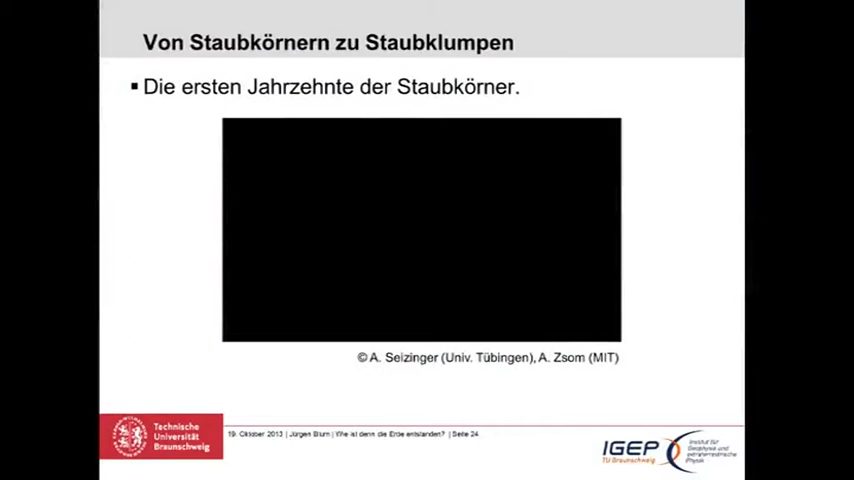 Von Staubkörnern zu Staubklumpen
Die ersten Jahrzehnte der Staubkörner.
© A. Seizinger (Univ. Tübingen), A. Zsom (MIT)
Technische
Universität
Braunschweig
19. Oktober 2013 | Jürgen Blum | Wie ist denn die Erde entstanden? | Seite 24
IGEP
TU Braunschweig
Institut für
Geophysik und
extraterrestrische
Physik